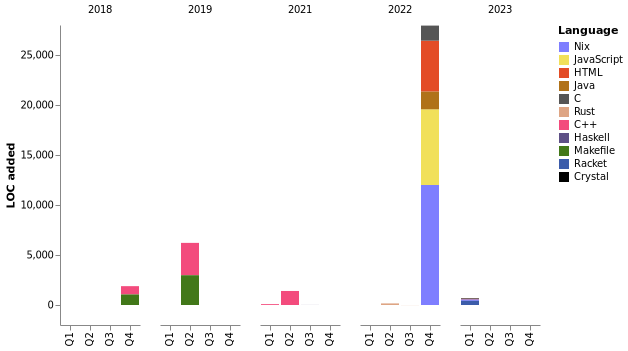 2018 2019 2021 2022 2023
LOC added
25,000
20,000
15,000
10,000
5,000
0
Q1 Q2 Q3 Q4 Q1 Q2 Q3 Q4 Q1 Q2 Q3 Q4 Q1 Q2 Q3 Q4 Q1 Q2 Q3 Q4
Language
Nix
JavaScript
HTML
Java
C
Rust
C++
Haskell
Makefile
Racket
Crystal